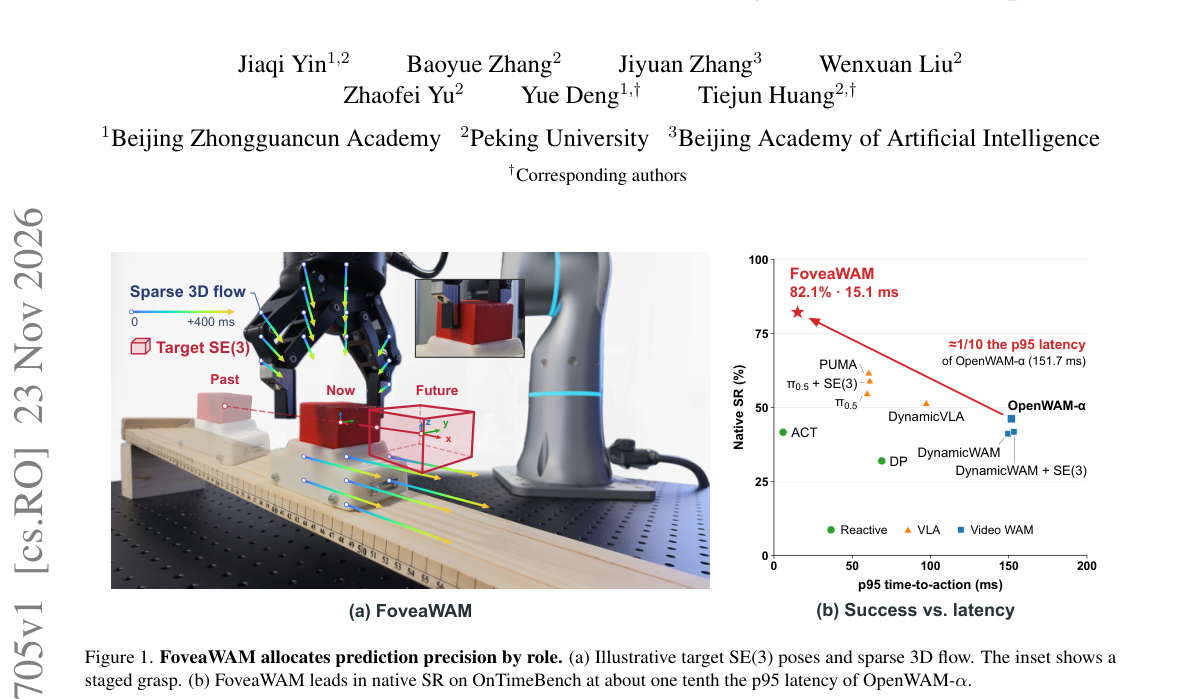 Jiaqi Yin1,2 Baoyue Zhang2 Jiyuan Zhang3 Wenxuan Liu2
Zhaofei Yu2 Yue Deng1,† Tiejun Huang2,†
1Beijing Zhongguancun Academy 2Peking University 3Beijing Academy of Artificial Intelligence
†Corresponding authors
705v1 [cs.RO] 23 Nov 2026
Sparse 3D flow
0 +400 ms
Target SE(3)
Past
Now
Future
z
y
x
(a) FoveaWAM
100
75
50
25
0
Native SR (%)
FoveaWAM
82.1% · 15.1 ms
≈1/10 the p95 latency
of OpenWAM-α (151.7 ms)
PUMA
π0.5 + SE(3)
π0.5
DynamicVLA
OpenWAM-α
ACT
DP
DynamicWAM
DynamicWAM + SE(3)
Reactive VLA Video WAM
0 50 100 150 200
p95 time-to-action (ms)
(b) Success vs. latency
Figure 1. FoveaWAM allocates prediction precision by role. (a) Illustrative target SE(3) poses and sparse 3D flow. The inset shows a
staged grasp. (b) FoveaWAM leads in native SR on OnTimeBench at about one tenth the p95 latency of OpenWAM-α.